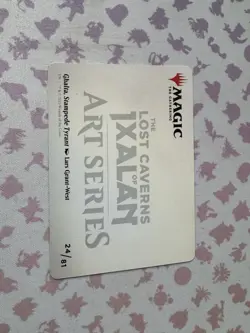 MAGIC
THE GATHERING
THE
LOST CAVERNS
OF
IXALAN
ART SERIES
Ghalta, Stampede Tyrant Lars Grant-West
24/81